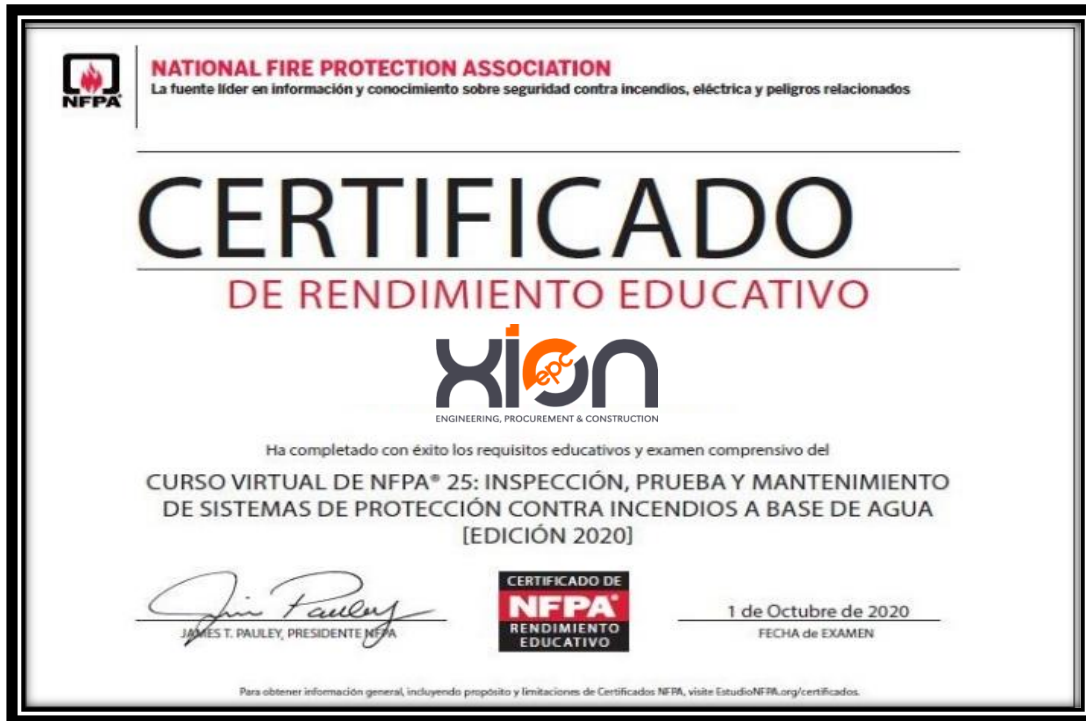 NFPA®
NATIONAL FIRE PROTECTION ASSOCIATION
La fuente líder en información y conocimiento sobre seguridad contra incendios, eléctrica y peligros relacionados
CERTIFICADO
DE RENDIMIENTO EDUCATIVO
xion
epc
ENGINEERING, PROCUREMENT & CONSTRUCTION
Ha completado con éxito los requisitos educativos y examen comprensivo del
CURSO VIRTUAL DE NFPA® 25: INSPECCIÓN, PRUEBA Y MANTENIMIENTO
DE SISTEMAS DE PROTECCIÓN CONTRA INCENDIOS A BASE DE AGUA
[EDICIÓN 2020]
Jim Pauley
JAMES T. PAULEY, PRESIDENTE NFPA
CERTIFICADO DE
NFPA®
RENDIMIENTO
EDUCATIVO
1 de Octubre de 2020
FECHA de EXAMEN
Para obtener información general, incluyendo propósito y limitaciones de Certificados NFPA, visite EstudioNFPA.org/certificados.